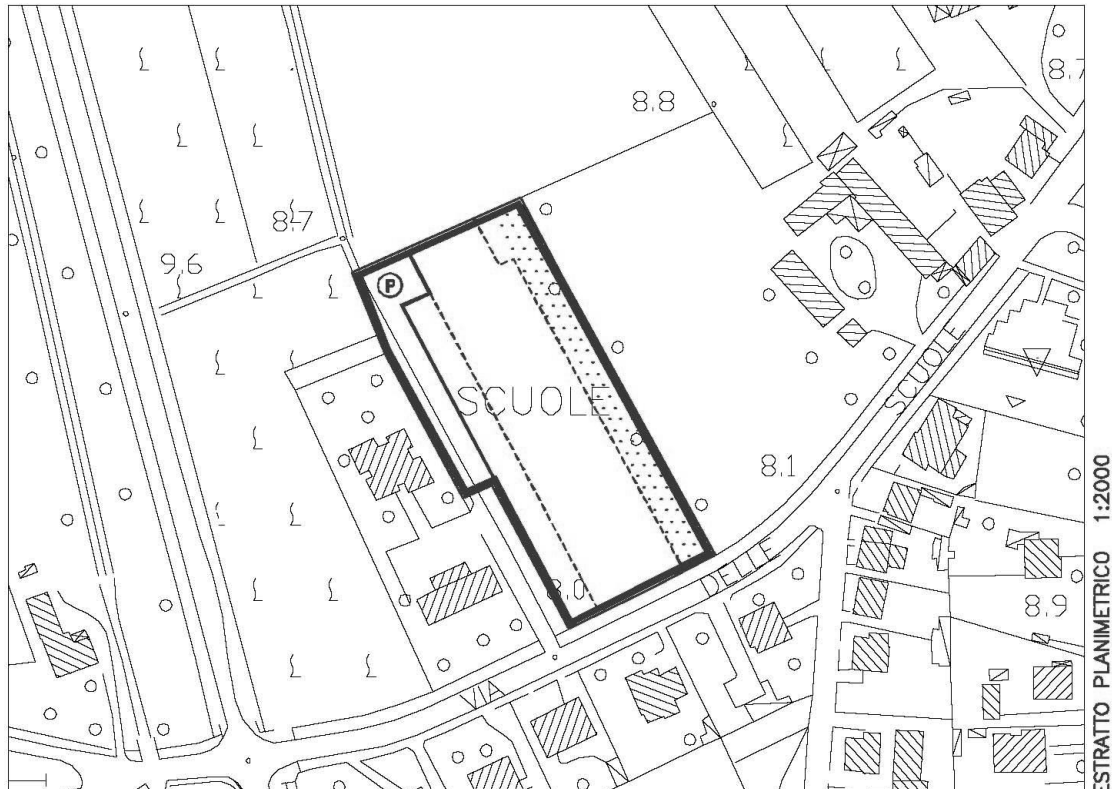 8.8
8.7
8.7
9.6
P
SCUOLE
8.1
8.0
8.9
VIA DELLE SCUOLE
ESTRATTO PLANIMETRICO 1:2000